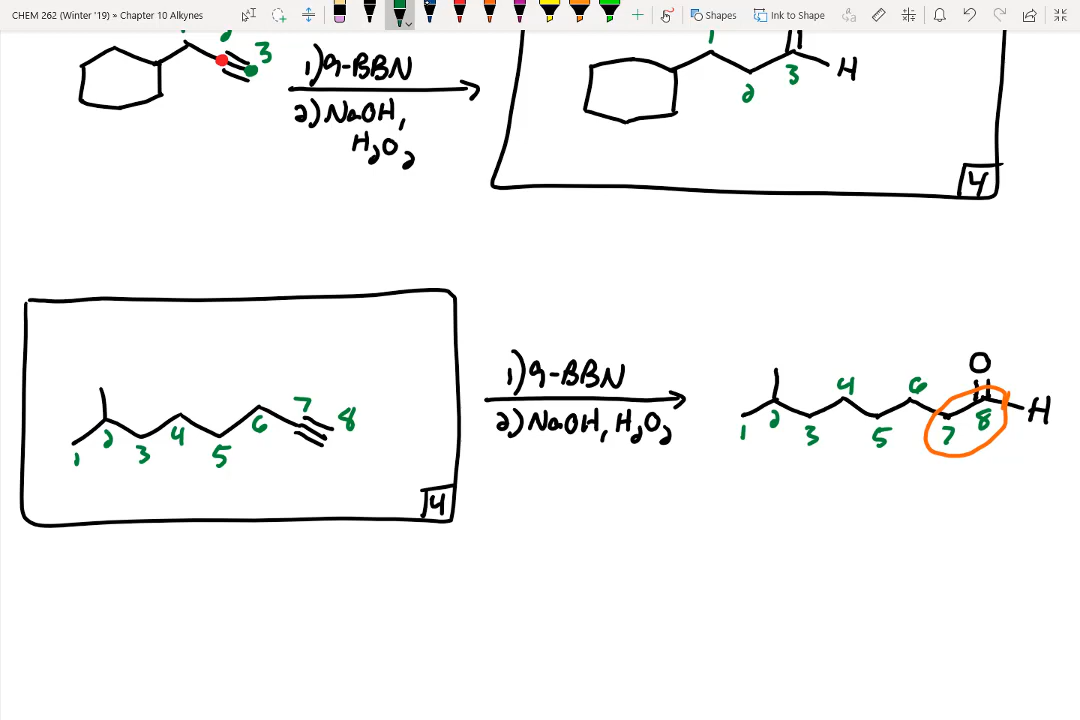 CHEM 262 (Winter '19) » Chapter 10 Alkynes
Shapes
Ink to Shape
3
1) 9-BBN
2) NaOH,
H2O2
1
2
3
H
4
1
2
3
4
5
6
7
8
4
1) 9-BBN
2) NaOH, H2O2
O
H
1
2
3
4
5
6
7
8